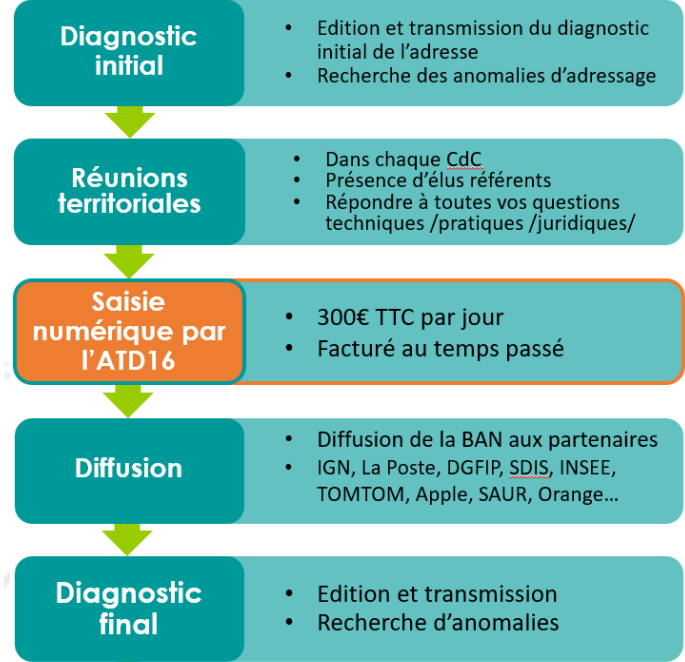 Diagnostic
initial
• Edition et transmission du diagnostic
initial de l’adresse
• Recherche des anomalies d’adressage
Réunions
territoriales
• Dans chaque CdC
• Présence d’élus référents
• Répondre à toutes vos questions
techniques /pratiques /juridiques/
Saisie
numérique par
l’ATD16
• 300€ TTC par jour
• Facturé au temps passé
Diffusion
• Diffusion de la BAN aux partenaires
• IGN, La Poste, DGFIP, SDIS, INSEE,
TOMTOM, Apple, SAUR, Orange…
Diagnostic
final
• Edition et transmission
• Recherche d’anomalies